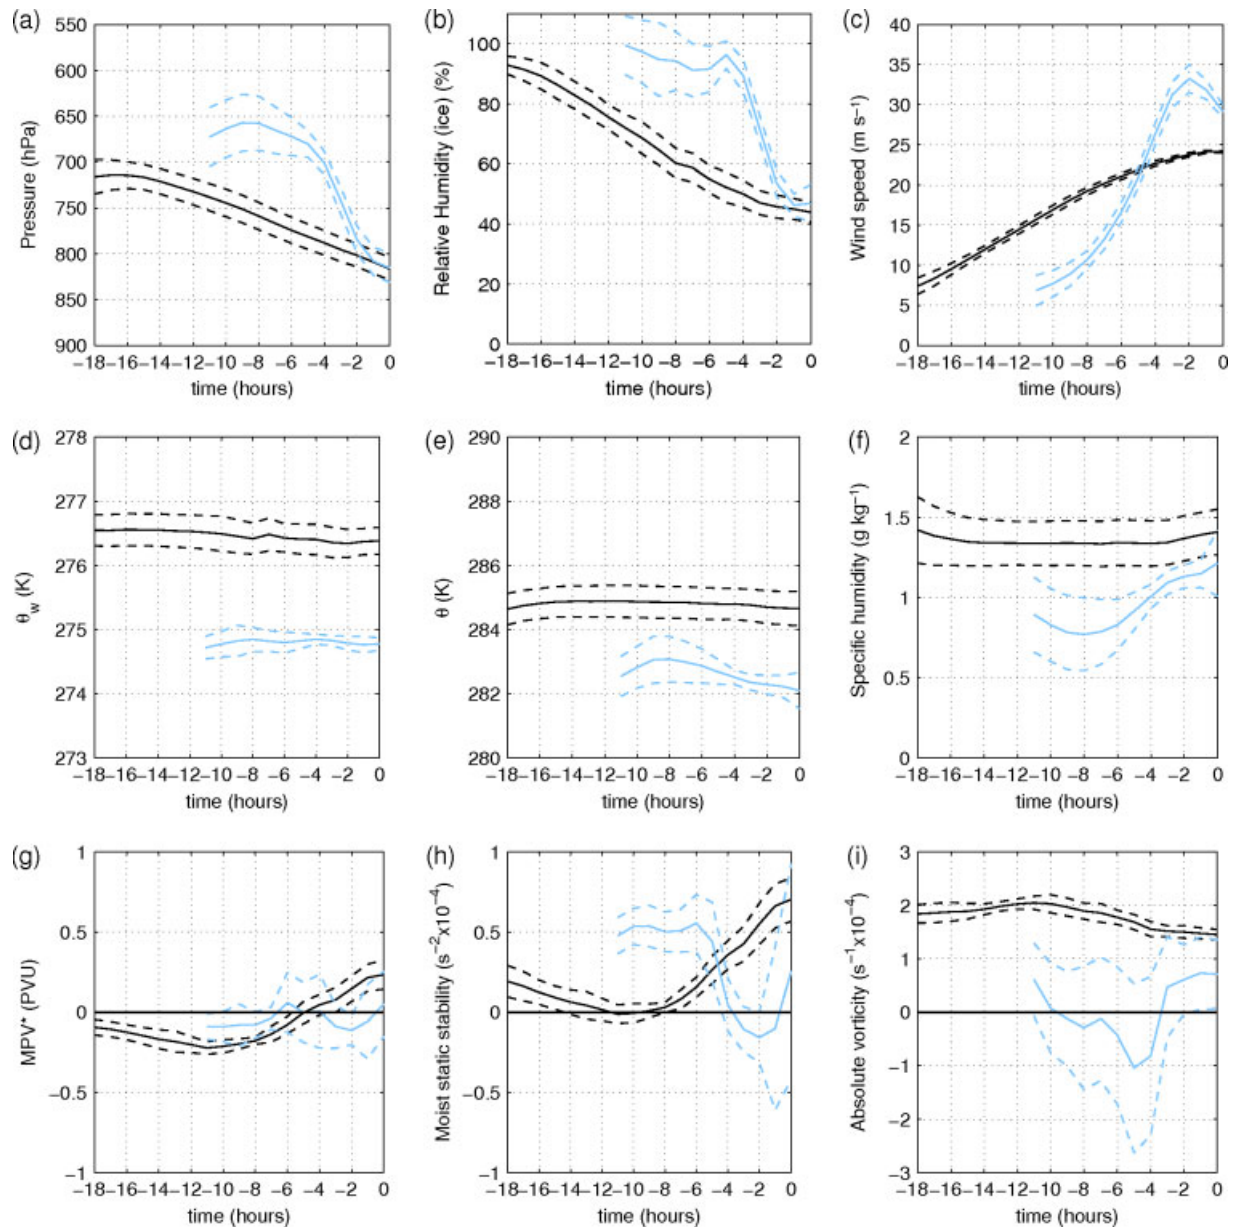 (a)
550
600
650
700
750
800
850
900
Pressure (hPa)
−18−16−14−12−10 −8 −6 −4 −2 0
time (hours)
(b)
100
80
60
40
20
0
Relative Humidity (ice) (%)
−18−16−14−12−10 −8 −6 −4 −2 0
time (hours)
(c)
40
35
30
25
20
15
10
5
0
Wind speed (m s⁻¹)
−18−16−14−12−10 −8 −6 −4 −2 0
time (hours)
(d)
278
277
276
275
274
273
θw (K)
−18−16−14−12−10 −8 −6 −4 −2 0
time (hours)
(e)
290
288
286
284
282
280
θ (K)
−18−16−14−12−10 −8 −6 −4 −2 0
time (hours)
(f)
2
1.5
1
0.5
0
Specific humidity (g kg⁻¹)
−18−16−14−12−10 −8 −6 −4 −2 0
time (hours)
(g)
1
0.5
0
−0.5
−1
MPV* (PVU)
−18−16−14−12−10 −8 −6 −4 −2 0
time (hours)
(h)
1
0.5
0
−0.5
−1
Moist static stability (s⁻²x10⁻⁴)
−18−16−14−12−10 −8 −6 −4 −2 0
time (hours)
(i)
3
2
1
0
−1
−2
−3
Absolute vorticity (s⁻¹x10⁻⁴)
−18−16−14−12−10 −8 −6 −4 −2 0
time (hours)